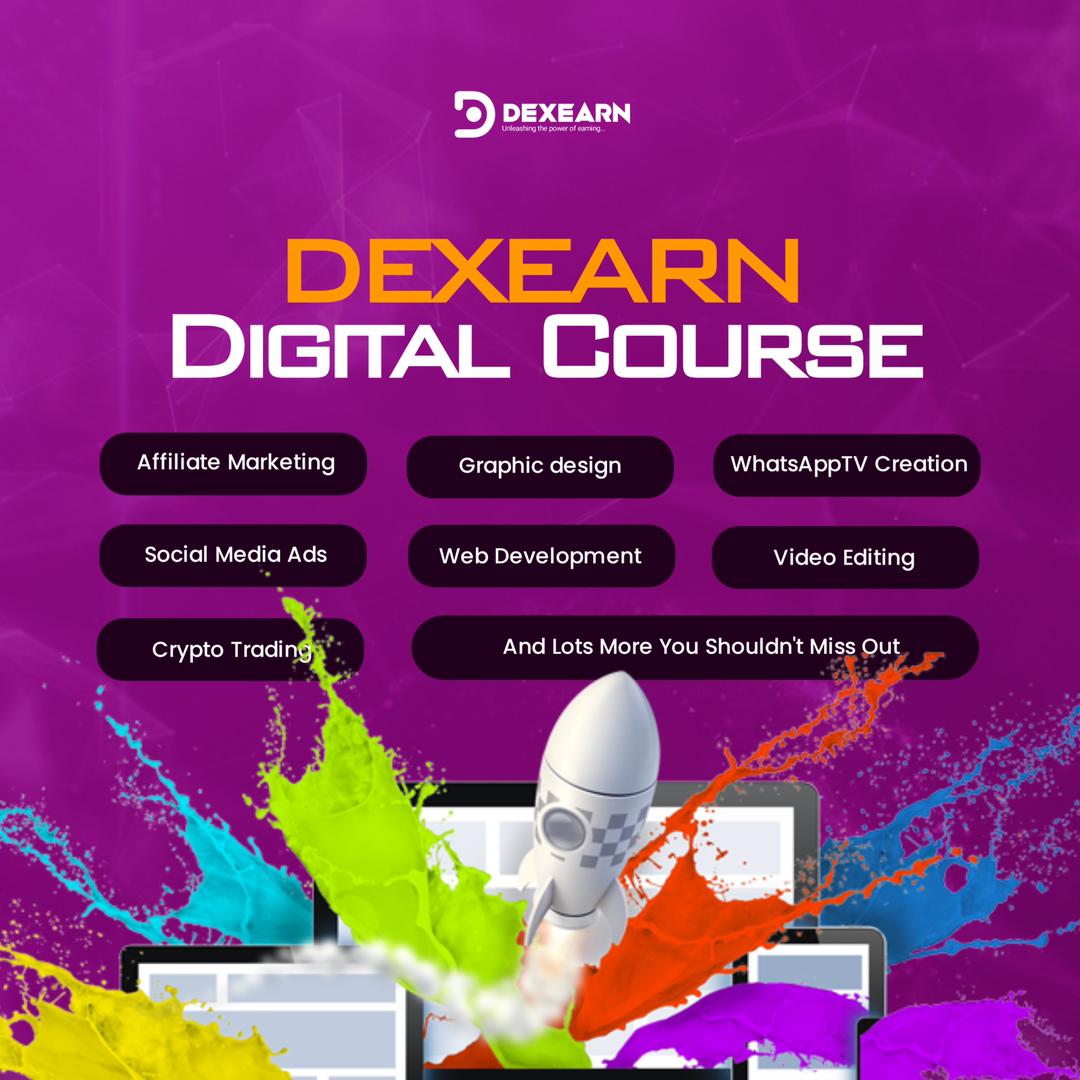 DEXEARN
Unleashing the power of earning...
DEXEARN
DIGITAL COURSE
Affiliate Marketing
Graphic design
WhatsAppTV Creation
Social Media Ads
Web Development
Video Editing
Crypto Trading
And Lots More You Shouldn't Miss Out